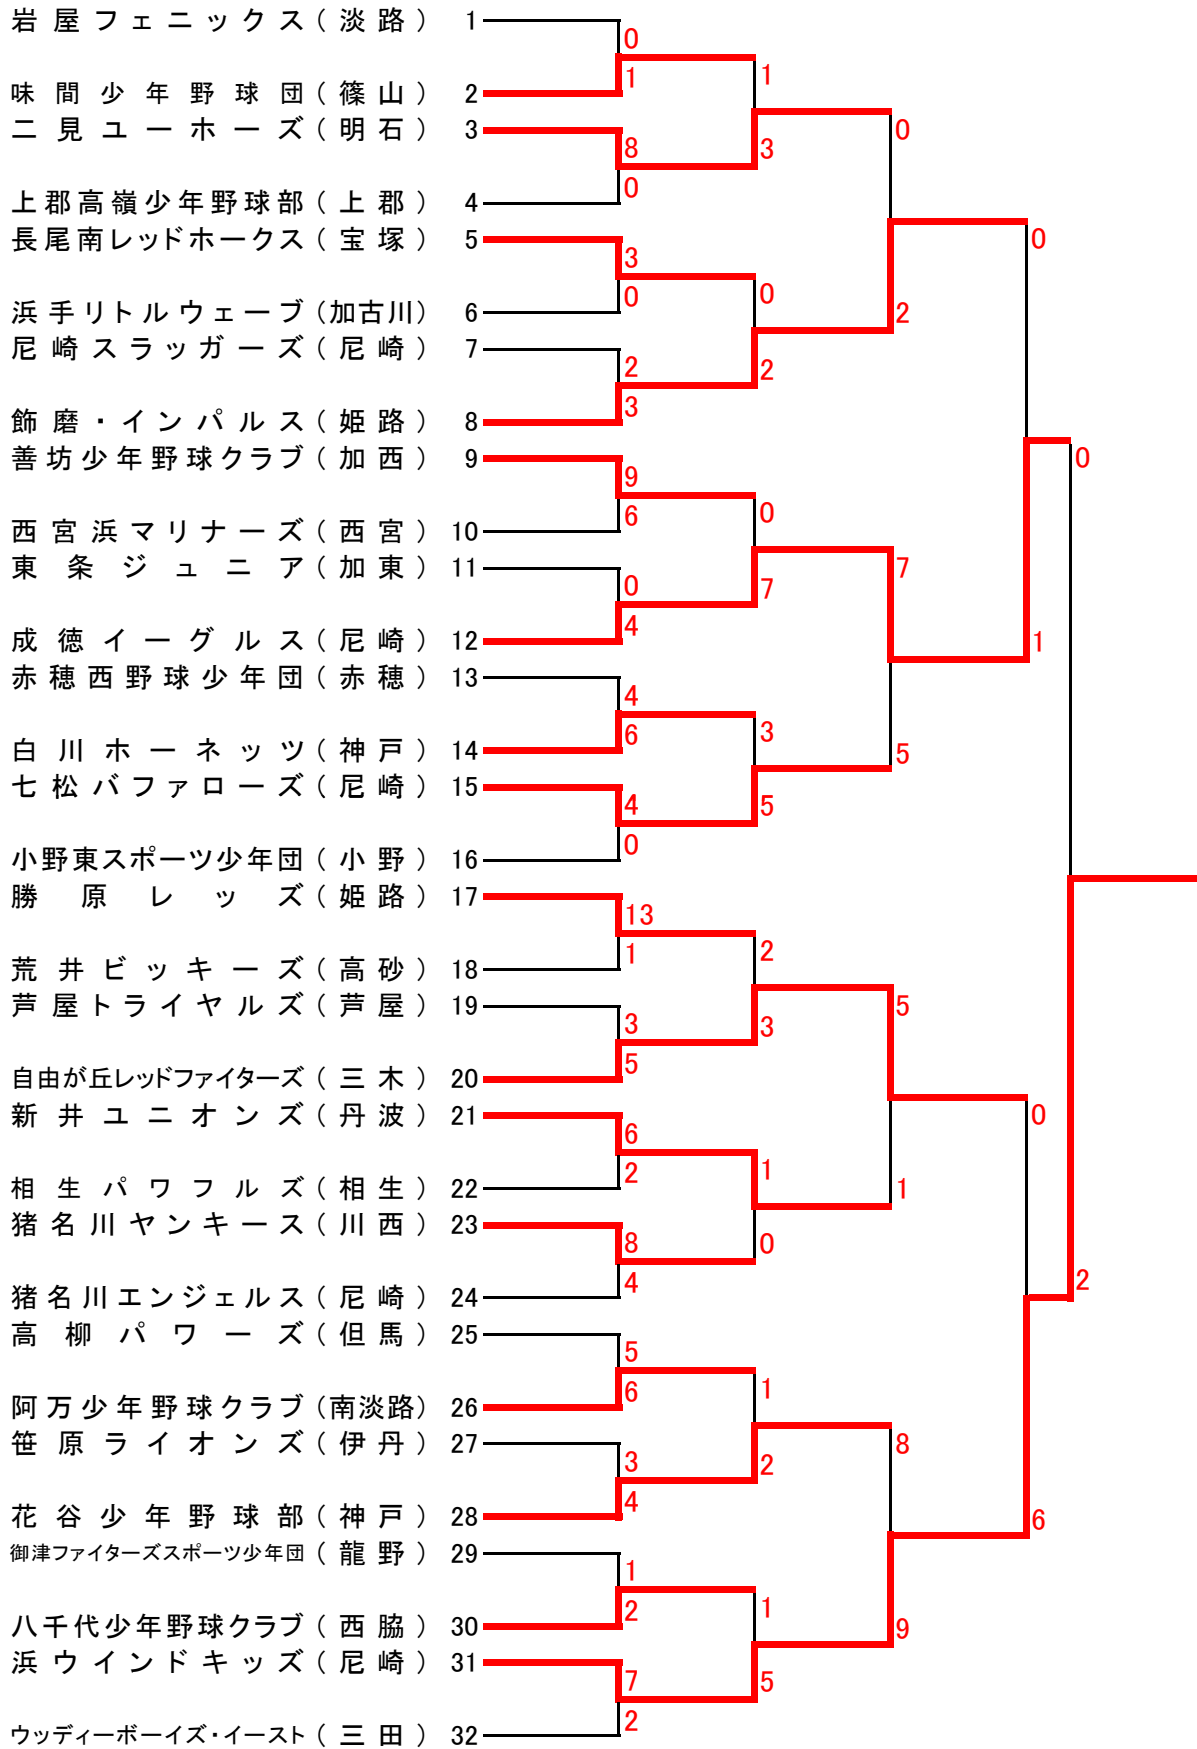 岩屋フェニックス(淡路) 1
0
1
1
味間少年野球団(篠山) 2
二見ユーホーズ(明石) 3
0
8
3
0
上郡高嶺少年野球部(上郡) 4
長尾南レッドホークス(宝塚) 5
0
3
0
0
2
浜手リトルウェーブ(加古川) 6
尼崎スラッガーズ(尼崎) 7
2
2
3
飾磨・インパルス(姫路) 8
善坊少年野球クラブ(加西) 9
0
9
0
6
西宮浜マリナーズ(西宮) 10
東条ジュニア(加東) 11
7
0
7
4
成徳イーグルス(尼崎) 12
1
赤穂西野球少年団(赤穂) 13
4
3
6
白川ホーネッツ(神戸) 14
5
七松バファローズ(尼崎) 15
4
5
0
小野東スポーツ少年団(小野) 16
勝原レッズ(姫路) 17
13
2
1
荒井ビッキーズ(高砂) 18
芦屋トライヤルズ(芦屋) 19
5
3
3
5
自由が丘レッドファイターズ(三木) 20
新井ユニオンズ(丹波) 21
0
6
1
2
相生パワフルズ(相生) 22
1
猪名川ヤンキース(川西) 23
8
0
4
2
猪名川エンジェルス(尼崎) 24
高柳パワーズ(但馬) 25
5
1
6
阿万少年野球クラブ(南淡路) 26
笹原ライオンズ(伊丹) 27
8
3
2
4
花谷少年野球部(神戸) 28
6
御津ファイターズスポーツ少年団(龍野) 29
1
1
2
八千代少年野球クラブ(西脇) 30
9
浜ウインドキッズ(尼崎) 31
7
5
2
ウッディーボーイズ・イースト(三田) 32